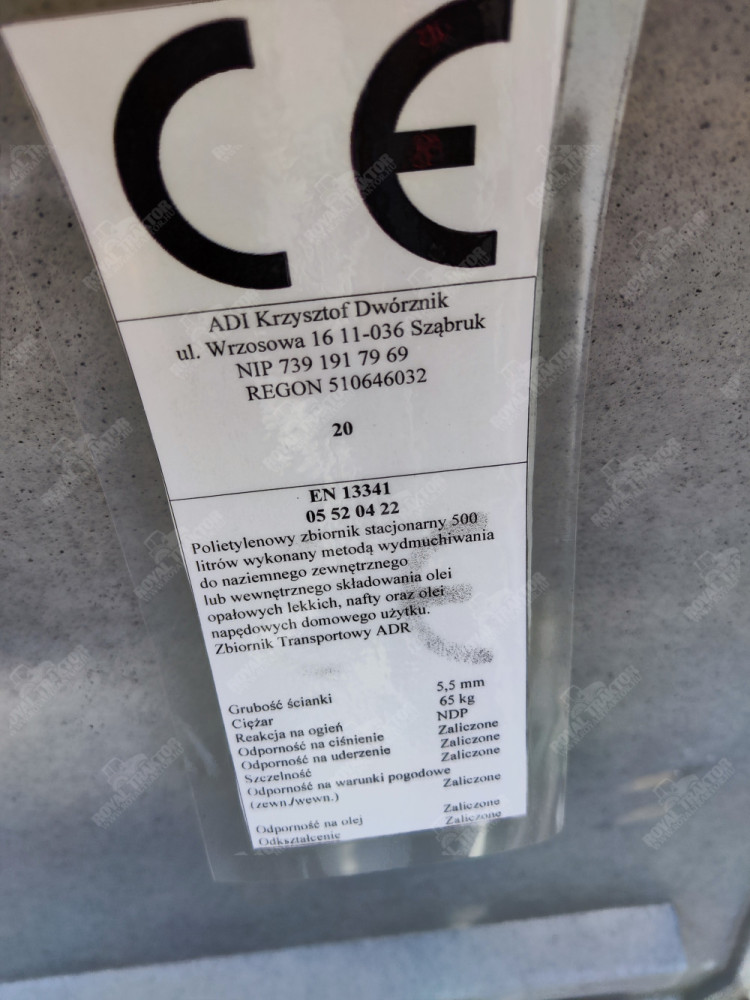 CE
ADI Krzysztof Dwórznik
ul. Wrzosowa 16 11-036 Sząbruk
NIP 739 191 79 69
REGON 510646032
20
EN 13341
05 52 04 22
Polietylenowy zbiornik stacjonarny 500
litrów wykonany metodą wydmuchiwania
do naziemnego zewnętrznego
lub wewnętrznego składowania olei
opałowych lekkich, nafty oraz olei
napędowych domowego użytku.
Zbiornik Transportowy ADR
Grubość ścianki 5,5 mm
Ciężar 65 kg
Reakcja na ogień NDP
Odporność na ciśnienie Zaliczone
Odporność na uderzenie Zaliczone
Szczelność Zaliczone
Odporność na warunki pogodowe
(zewn./wewn.) Zaliczone
Odporność na olej Zaliczone
Odkształcenie Zaliczone
ROYAL TRAKTOR